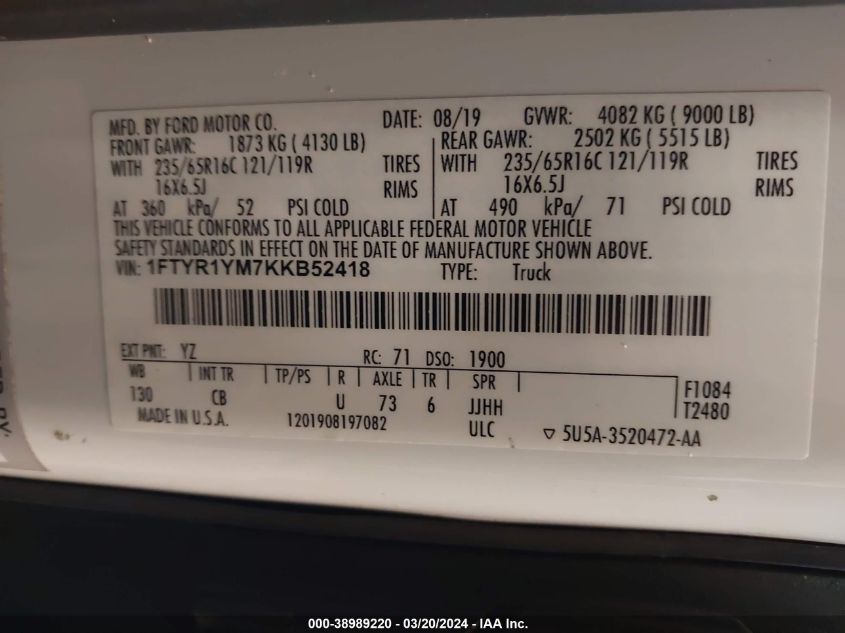 MFD. BY FORD MOTOR CO. DATE: 08/19 GVWR: 4082 KG ( 9000 LB)
FRONT GAWR: 1873 KG ( 4130 LB) REAR GAWR: 2502 KG ( 5515 LB)
WITH 235/65R16C 121/119R TIRES WITH 235/65R16C 121/119R TIRES
16X6.5J RIMS 16X6.5J RIMS
AT 360 kPa/ 52 PSI COLD AT 490 kPa/ 71 PSI COLD
THIS VEHICLE CONFORMS TO ALL APPLICABLE FEDERAL MOTOR VEHICLE
SAFETY STANDARDS IN EFFECT ON THE DATE OF MANUFACTURE SHOWN ABOVE.
VIN: 1FTYR1YM7KKB52418 TYPE: Truck
EXT PNT: YZ RC: 71 DSO: 1900
WB INT TR TP/PS R AXLE TR SPR F1084
130 CB U 73 6 JJHH T2480
MADE IN U.S.A. 1201908197082 ULC ▽ 5U5A-3520472-AA
000-38989220 - 03/20/2024 - IAA Inc.